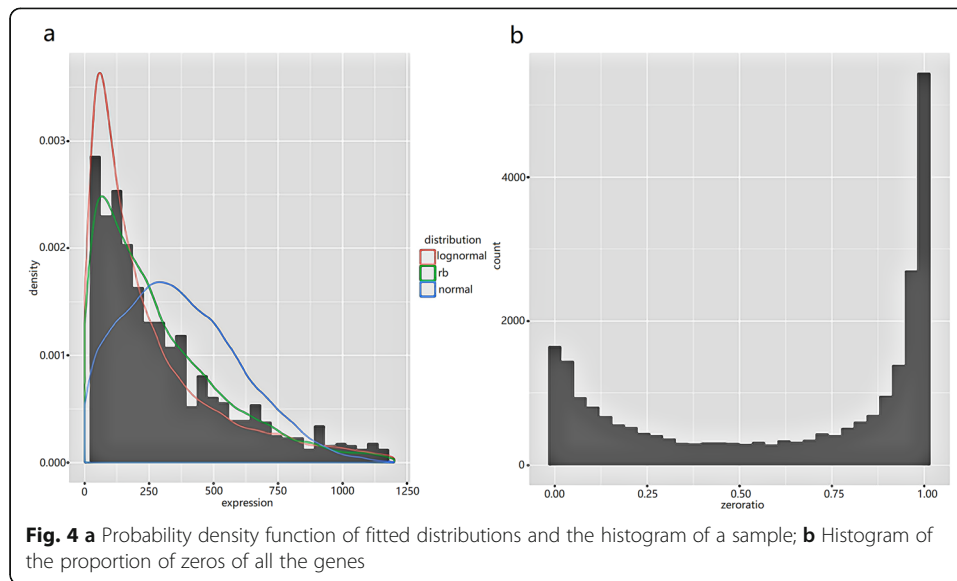 a
b
0.003
0.002
0.001
0.000
density
0
250
500
750
1000
1250
expression
distribution
lognormal
rb
normal
4000
2000
0
count
0.00
0.25
0.50
0.75
1.00
zeroratio
Fig. 4 a Probability density function of fitted distributions and the histogram of a sample; b Histogram of
the proportion of zeros of all the genes